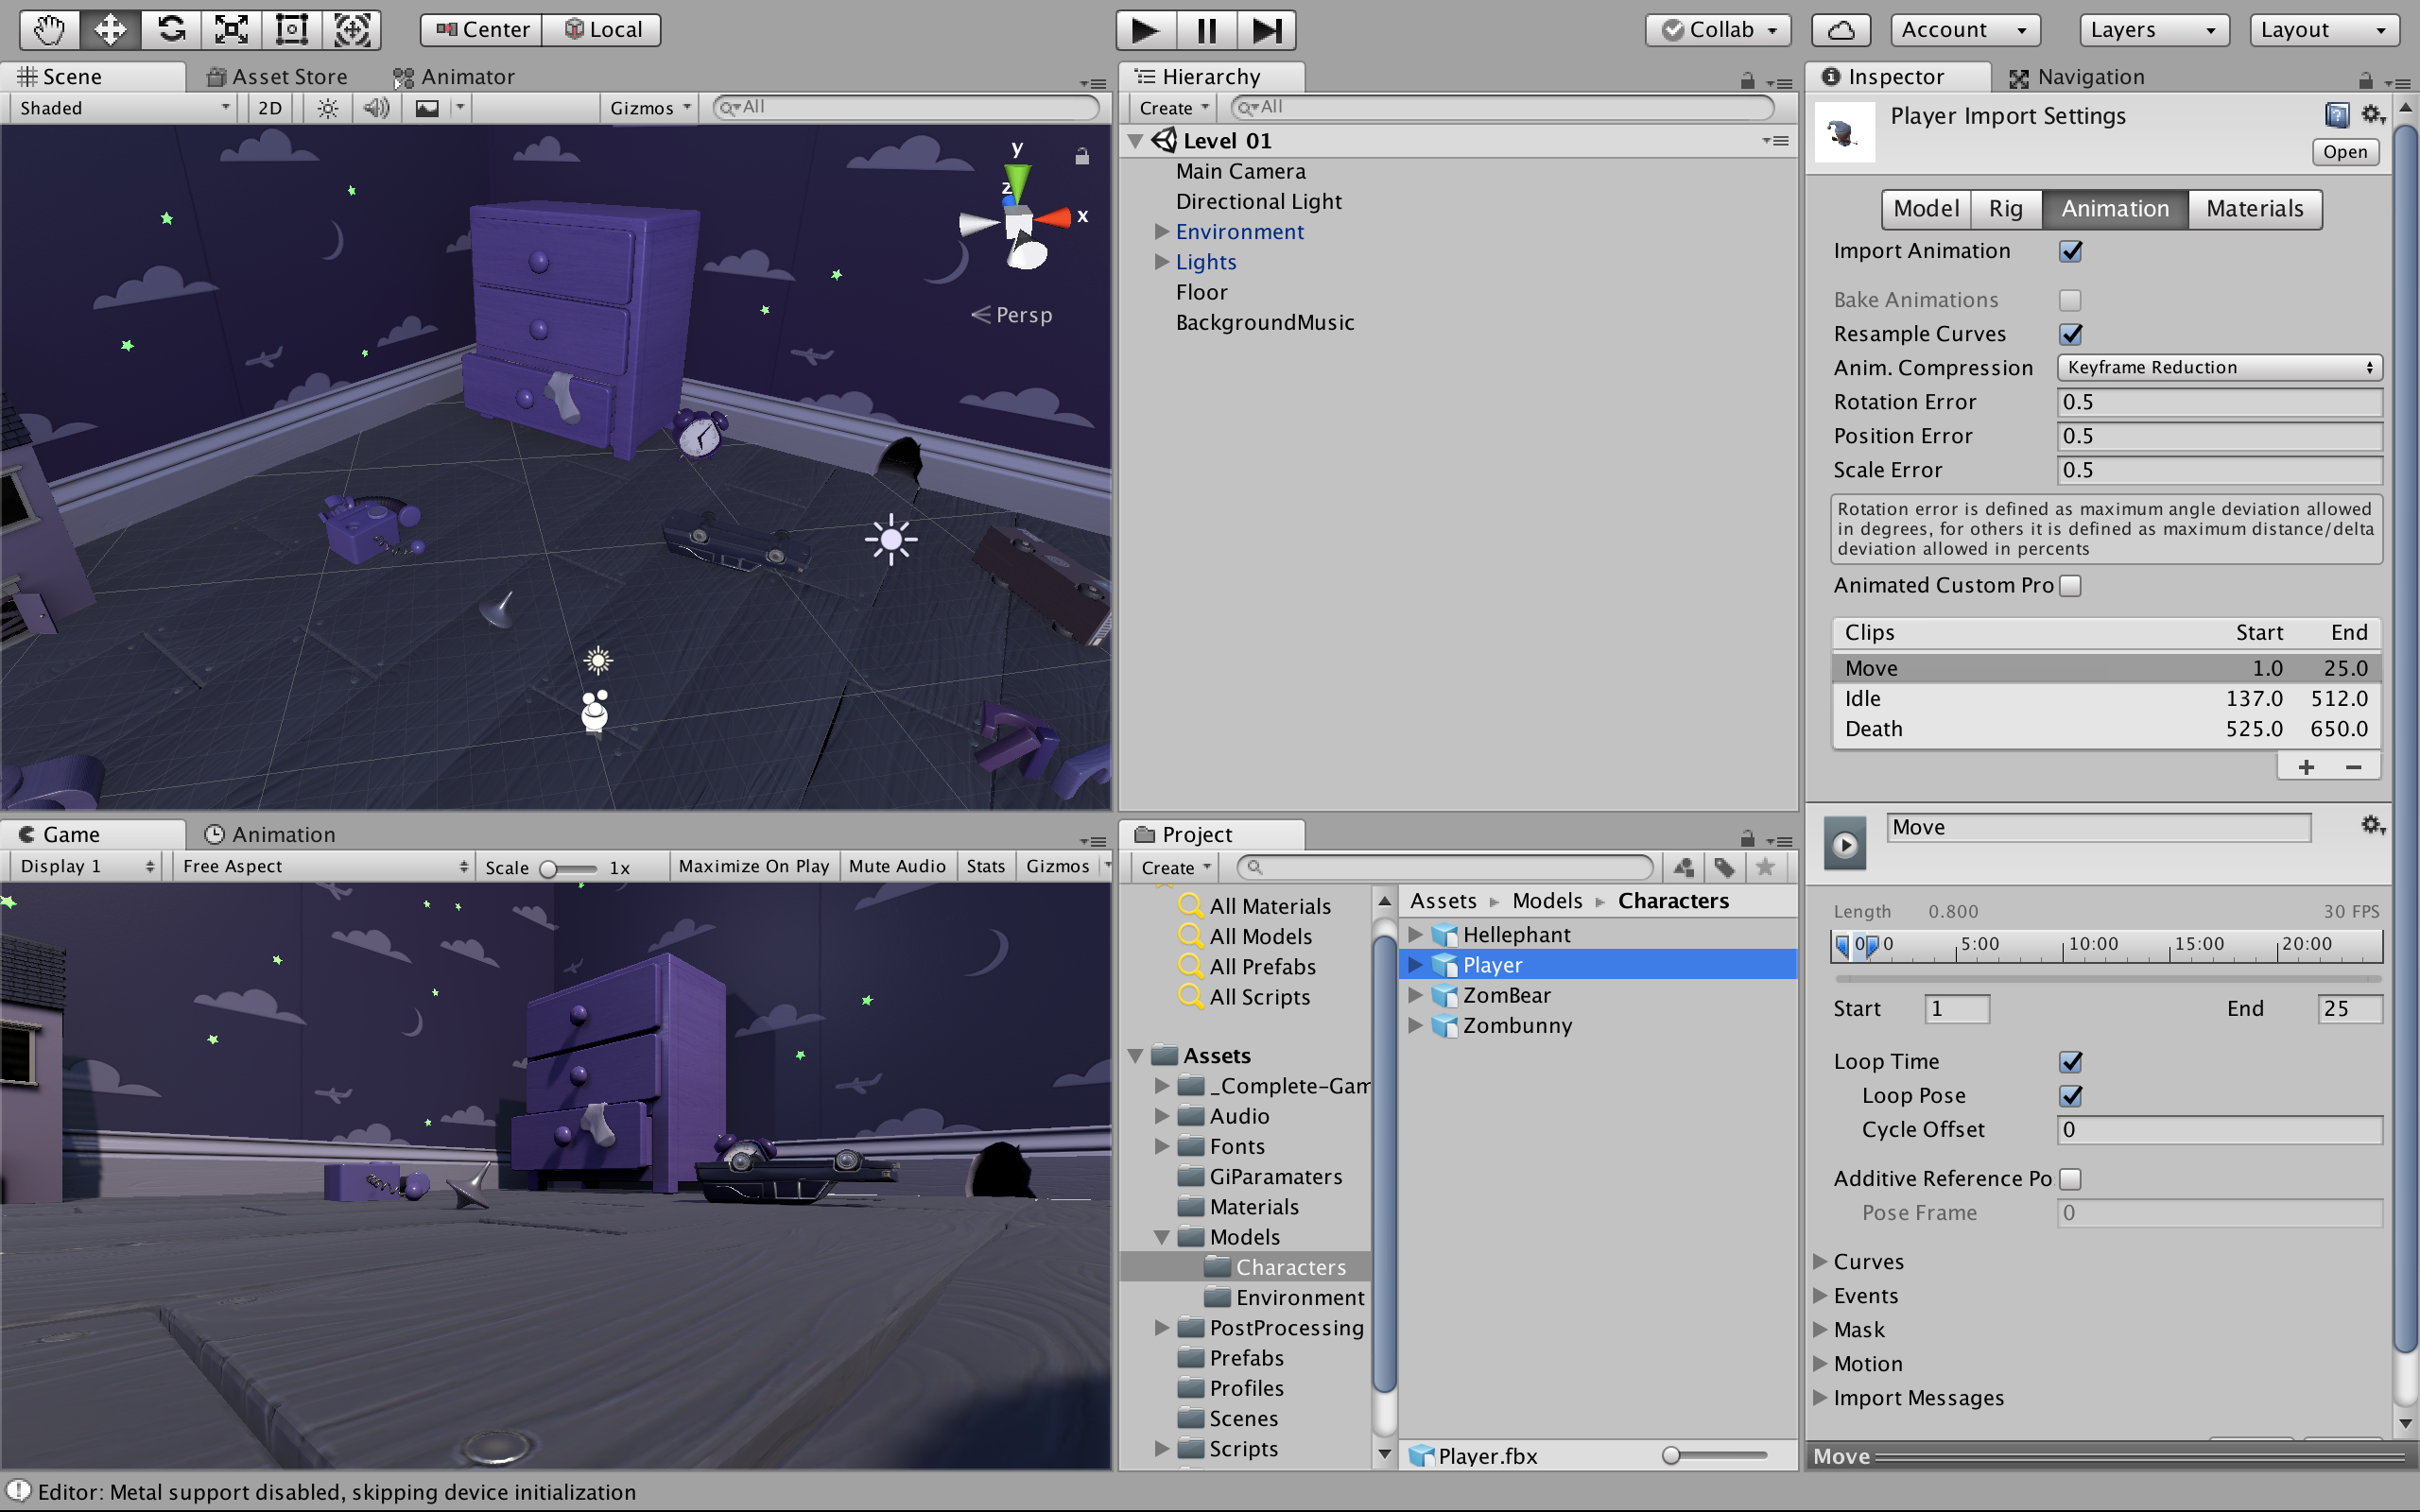 Center Local Collab Account Layers Layout
Scene Asset Store Animator
Shaded 2D Gizmos All
y
z
x
Persp
Hierarchy
Create All
Level 01
Main Camera
Directional Light
Environment
Lights
Floor
BackgroundMusic
Game Animation
Display 1 Free Aspect Scale 1x Maximize On Play Mute Audio Stats Gizmos
Project
Create
All Materials
All Models
All Prefabs
All Scripts
Assets
_Complete-Gam
Audio
Fonts
GiParamaters
Materials
Models
Characters
Environment
PostProcessing
Prefabs
Profiles
Scenes
Scripts
Assets Models Characters
Hellephant
Player
ZomBear
Zombunny
Player.fbx
Inspector Navigation
Player Import Settings
Open
Model Rig Animation Materials
Import Animation
Bake Animations
Resample Curves
Anim. Compression Keyframe Reduction
Rotation Error 0.5
Position Error 0.5
Scale Error 0.5
Rotation error is defined as maximum angle deviation allowed
in degrees, for others it is defined as maximum distance/delta
deviation allowed in percents
Animated Custom Pro
Clips Start End
Move 1.0 25.0
Idle 137.0 512.0
Death 525.0 650.0
Move
Length 0.800 30 FPS
5:00 10:00 15:00 20:00
Start 1 End 25
Loop Time
Loop Pose
Cycle Offset 0
Additive Reference Po
Pose Frame 0
Curves
Events
Mask
Motion
Import Messages
Move
Editor: Metal support disabled, skipping device initialization